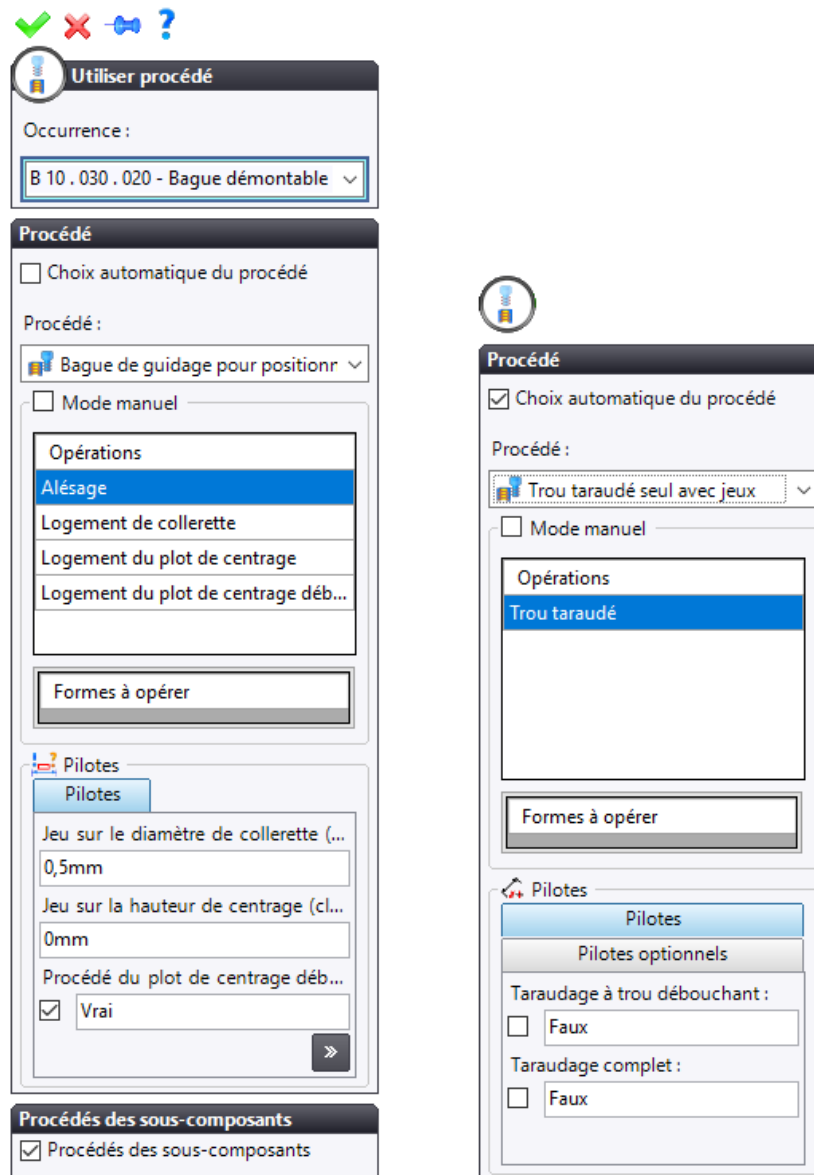 Utiliser procédé
Occurrence :
B 10 . 030 . 020 - Bague démontable
Procédé
Choix automatique du procédé
Procédé :
Bague de guidage pour positionr
Mode manuel
Opérations
Alésage
Logement de collerette
Logement du plot de centrage
Logement du plot de centrage déb...
Formes à opérer
Pilotes
Pilotes
Jeu sur le diamètre de collerette (...
0,5mm
Jeu sur la hauteur de centrage (cl...
0mm
Procédé du plot de centrage déb...
Vrai
Procédés des sous-composants
Procédés des sous-composants
Procédé
Choix automatique du procédé
Procédé :
Trou taraudé seul avec jeux
Mode manuel
Opérations
Trou taraudé
Formes à opérer
Pilotes
Pilotes
Pilotes optionnels
Taraudage à trou débouchant :
Faux
Taraudage complet :
Faux